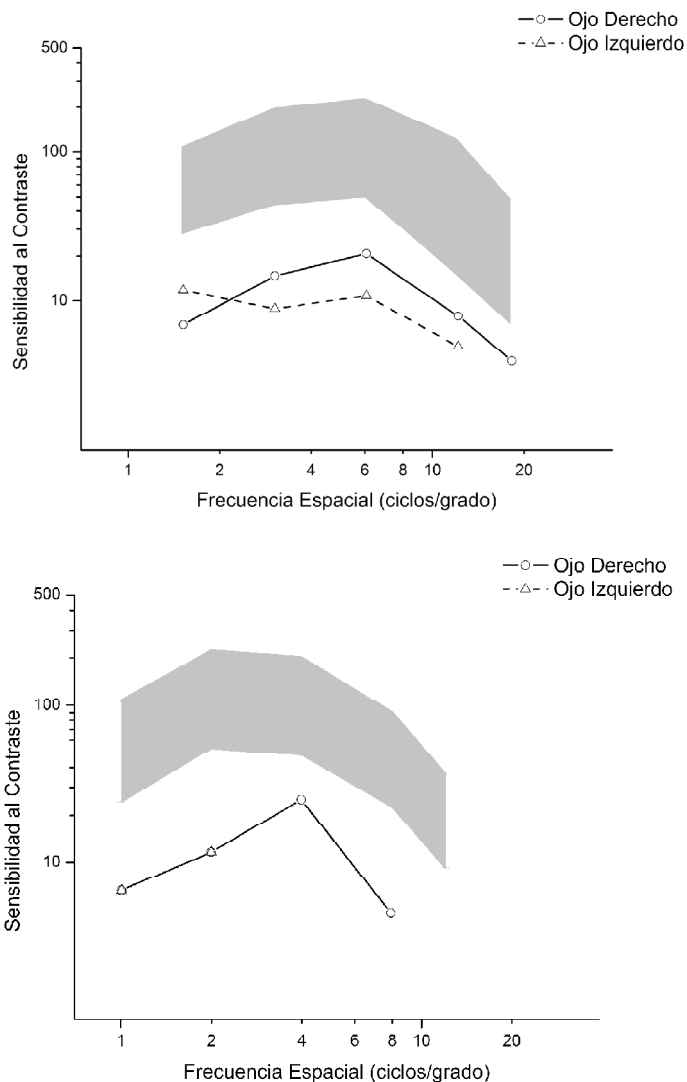 Ojo Derecho
Ojo Izquierdo
500
100
10
Sensibilidad al Contraste
1 2 4 6 8 10 20
Frecuencia Espacial (ciclos/grado)
Ojo Derecho
Ojo Izquierdo
500
100
10
Sensibilidad al Contraste
1 2 4 6 8 10 20
Frecuencia Espacial (ciclos/grado)